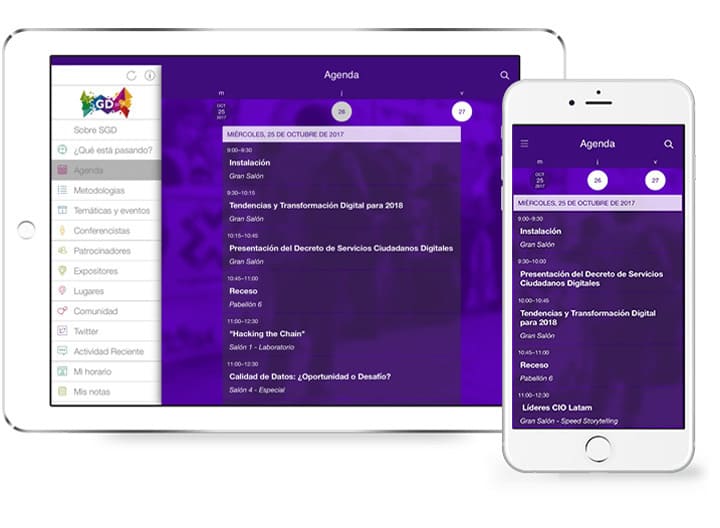 SGD
Sobre SGD
¿Qué está pasando?
Agenda
Metodologías
Temáticas y eventos
Conferencistas
Patrocinadores
Expositores
Lugares
Comunidad
Twitter
Actividad Reciente
Mi horario
Mis notas
Agenda
m j v
OCT
25
2017
26
27
MIÉRCOLES, 25 DE OCTUBRE DE 2017
9:00–9:30
Instalación
Gran Salón
9:30–10:15
Tendencias y Transformación Digital para 2018
Gran Salón
10:15–10:45
Presentación del Decreto de Servicios Ciudadanos Digitales
Gran Salón
10:45–11:00
Receso
Pabellón 6
11:00–12:30
"Hacking the Chain"
Salón 1 - Laboratorio
11:00–12:30
Calidad de Datos: ¿Oportunidad o Desafío?
Salón 4 - Especial
Agenda
m j v
OCT
25
2017
26
27
MIÉRCOLES, 25 DE OCTUBRE DE 2017
9:00–9:30
Instalación
Gran Salón
9:30–10:00
Presentación del Decreto de Servicios
Ciudadanos Digitales
Gran Salón
10:00–10:45
Tendencias y Transformación Digital
para 2018
Gran Salón
10:45–11:00
Receso
Pabellón 6
11:00–12:30
Líderes CIO Latam
Gran Salón - Speed Storytelling